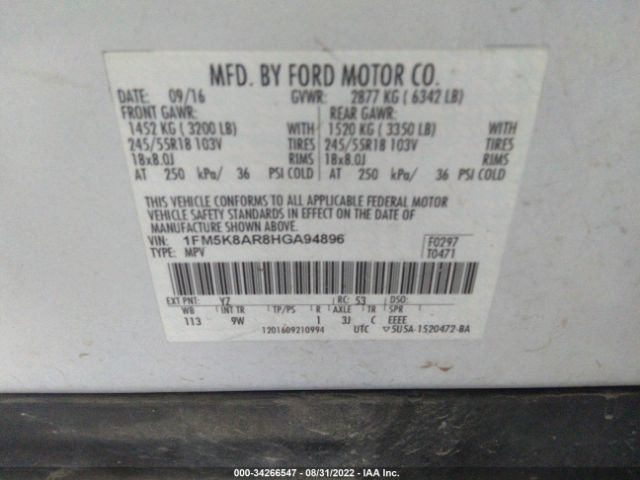 MFD. BY FORD MOTOR CO.
DATE: 09/16 GVWR: 2877 KG ( 6342 LB)
FRONT GAWR: REAR GAWR:
1452 KG ( 3200 LB) WITH 1520 KG ( 3350 LB) WITH
245/55R18 103V TIRES 245/55R18 103V TIRES
18x8.0J RIMS 18x8.0J RIMS
AT 250 kPa/ 36 PSI COLD AT 250 kPa/ 36 PSI COLD
THIS VEHICLE CONFORMS TO ALL APPLICABLE FEDERAL MOTOR
VEHICLE SAFETY STANDARDS IN EFFECT ON THE DATE OF
MANUFACTURE SHOWN ABOVE.
VIN: 1FM5K8AR8HGA94896 F0297
TYPE: MPV T0471
EXT PNT: YZ RC: 53 DSO:
WB INT TR TP/PS R AXLE TR SPR
113 9W 1 3J C EEEE
1201609210994 UTC ▽5U5A-1520472-BA
000-34266547 - 08/31/2022 - IAA Inc.